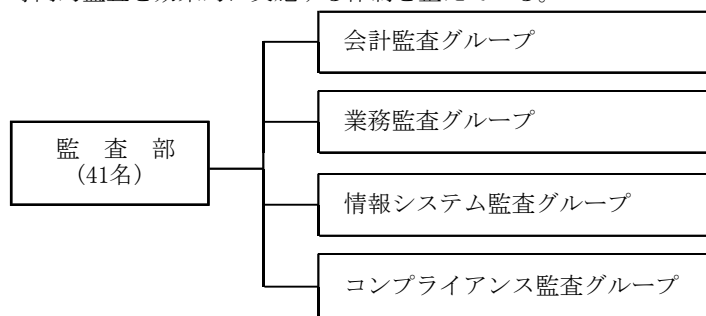 会計監査グループ
業務監査グループ
監　査　部
(41名)
情報システム監査グループ
コンプライアンス監査グループ